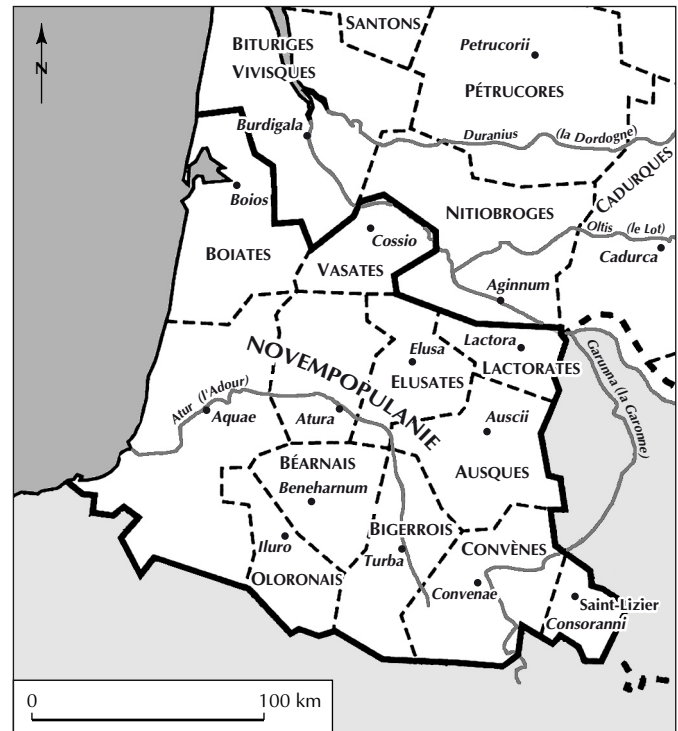 SANTONS
BITURIGES
VIVISQUES
Petrucorii
PÉTRUCORES
N
Burdigala
Duranius (la Dordogne)
CADURQUES
Boios
NITIOBROGES
Oltis (le Lot)
Cossio
Cadurca
BOIATES
VASATES
Aginnum
NOVEMPOPULANIE
Elusa
Lactora
ELUSATES
LACTORATES
Garunna (la Garonne)
Atur (l'Adour)
Aquae
Atura
Auscii
BÉARNAIS
AUSQUES
Beneharnum
BIGERROIS
Iluro
Turba
CONVÈNES
OLORONAIS
Convenae
Saint-Lizier
Consoranni
0 100 km